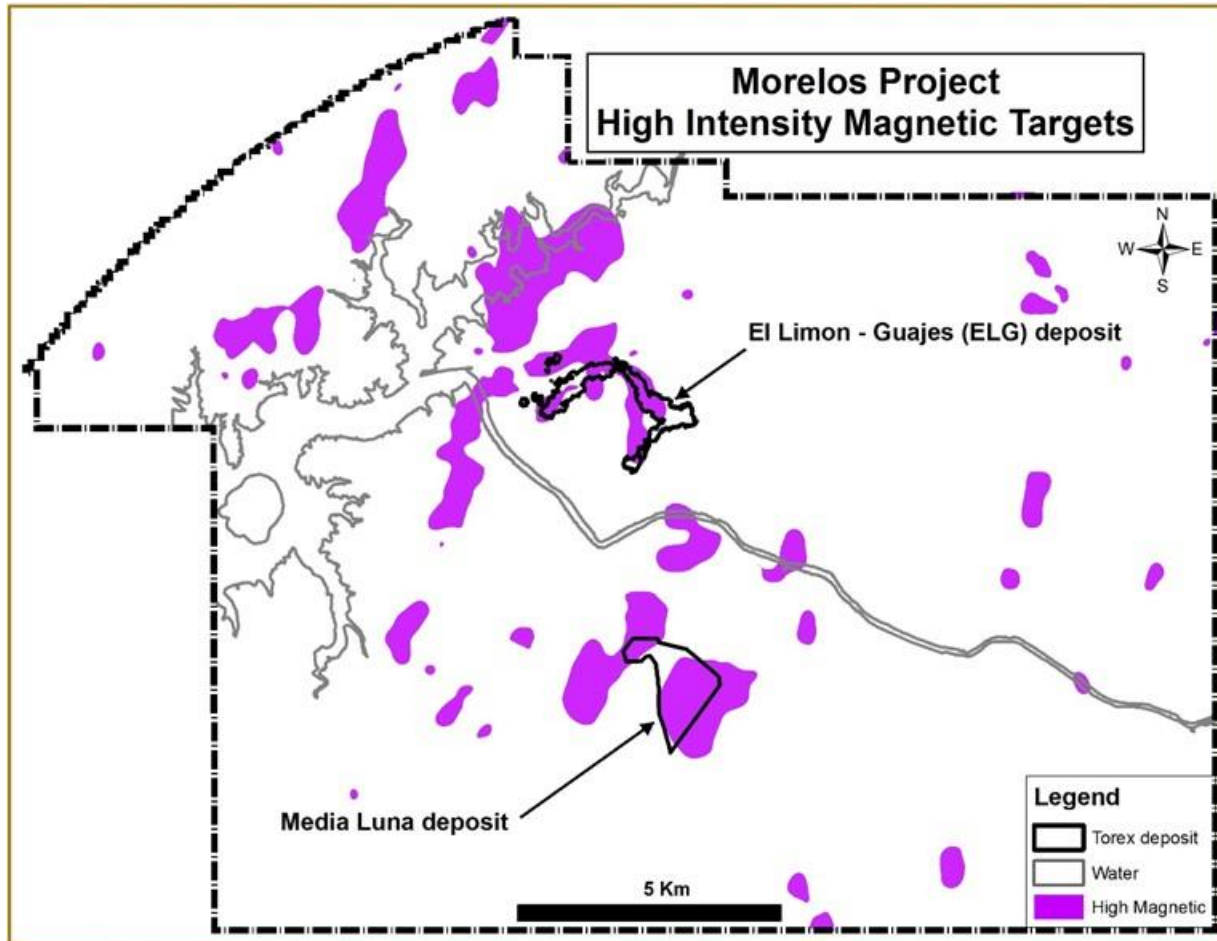 Morelos Project
High Intensity Magnetic Targets
N
W E
S
El Limon - Guajes (ELG) deposit
Media Luna deposit
5 Km
Legend
Torex deposit
Water
High Magnetic